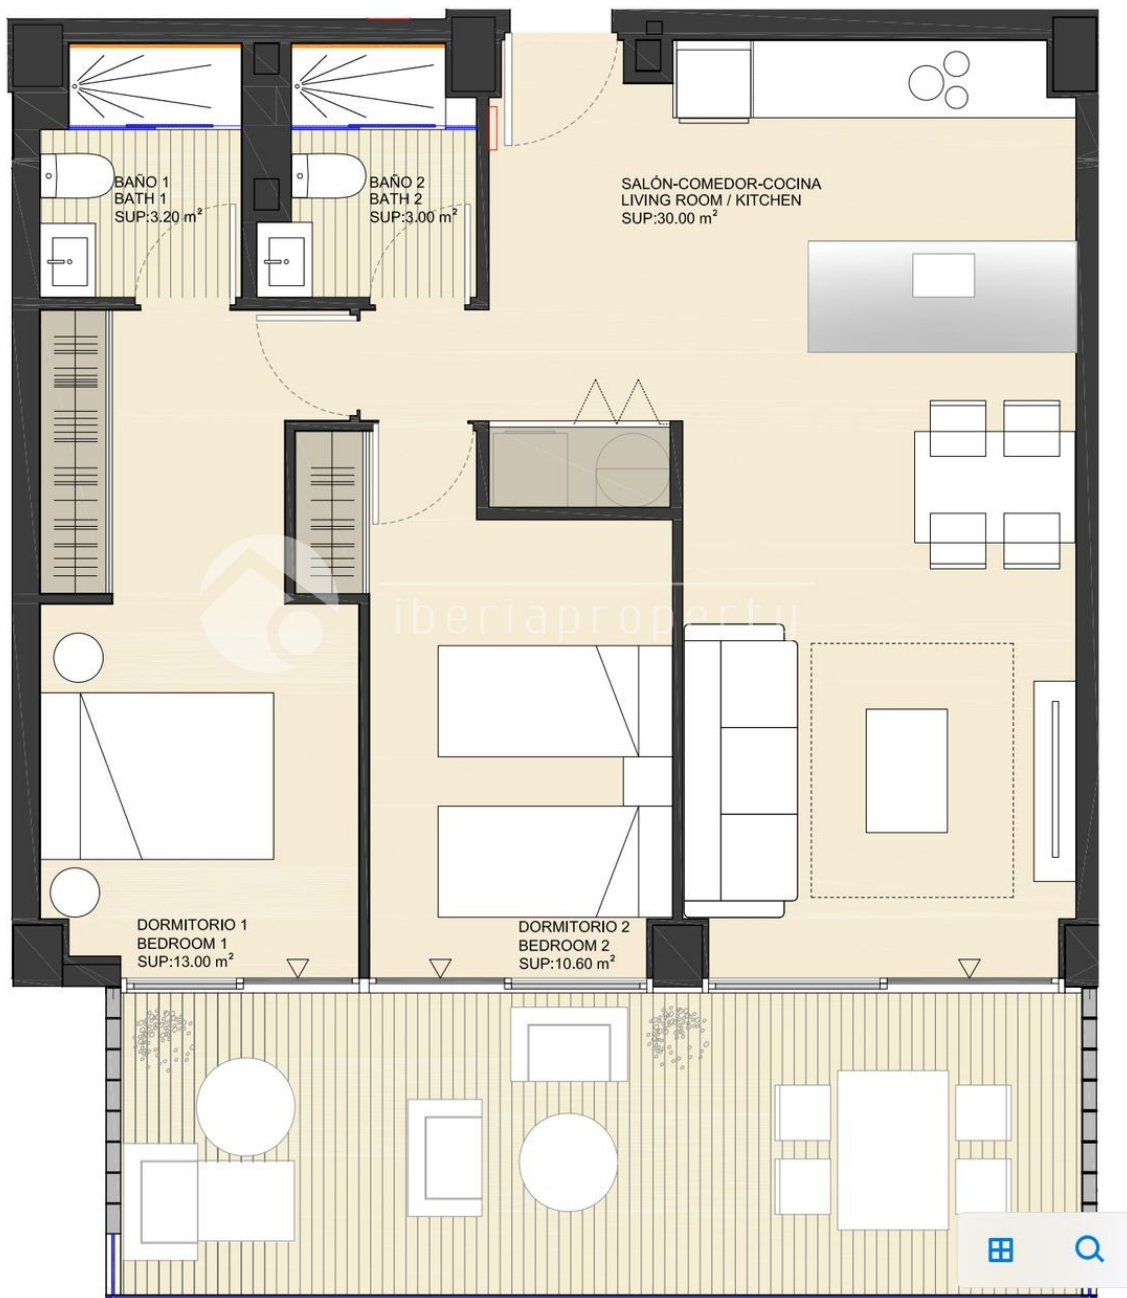 BAÑO 1
BATH 1
SUP:3.20 m²
BAÑO 2
BATH 2
SUP:3.00 m²
SALÓN-COMEDOR-COCINA
LIVING ROOM / KITCHEN
SUP:30.00 m²
iberiaproperty
DORMITORIO 1
BEDROOM 1
SUP:13.00 m²
DORMITORIO 2
BEDROOM 2
SUP:10.60 m²